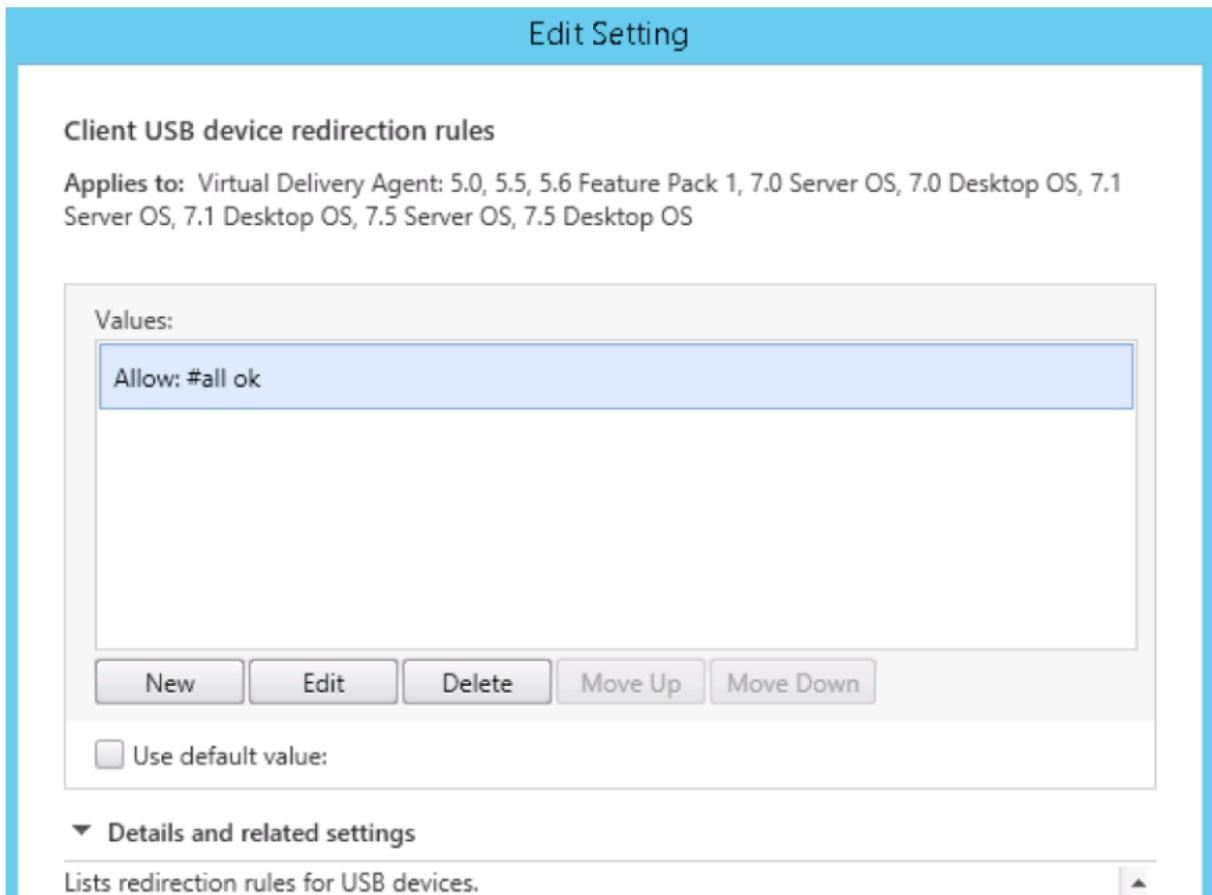 Edit Setting
Client USB device redirection rules
Applies to: Virtual Delivery Agent: 5.0, 5.5, 5.6 Feature Pack 1, 7.0 Server OS, 7.0 Desktop OS, 7.1
Server OS, 7.1 Desktop OS, 7.5 Server OS, 7.5 Desktop OS
Values:
Allow: #all ok
New Edit Delete Move Up Move Down
Use default value:
Details and related settings
Lists redirection rules for USB devices.